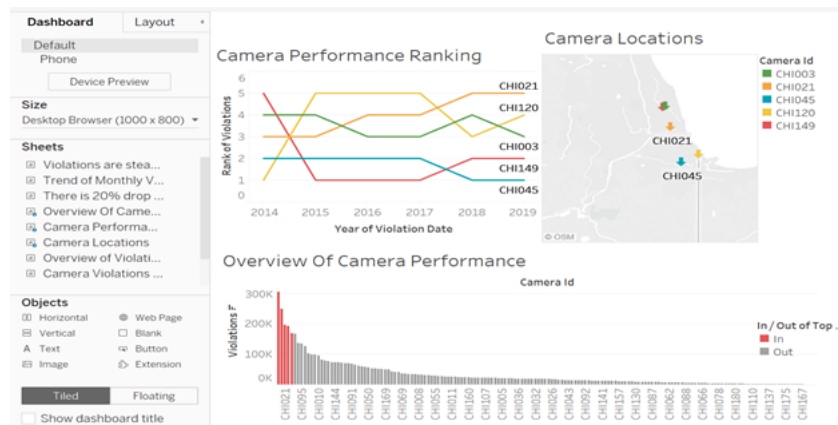 Dashboard
Layout
Default
Phone
Device Preview
Size
Desktop Browser (1000 x 800)
Sheets
Violations are stea...
Trend of Monthly V...
There is 20% drop ...
Overview Of Came...
Camera Performa...
Camera Locations
Overview of Violati...
Camera Violations ...
Objects
Horizontal
Web Page
Vertical
Blank
A Text
Button
Image
Extension
Tiled
Floating
Show dashboard title
Camera Performance Ranking
6
5
4
3
2
1
0
Rank of Violations
CHI021
CHI120
CHI003
CHI149
CHI045
2014 2015 2016 2017 2018 2019
Year of Violation Date
Camera Locations
CHI021
CHI045
© OSM
Camera Id
CHI003
CHI021
CHI045
CHI120
CHI149
Overview Of Camera Performance
Camera Id
300K
200K
100K
0K
Violations
CHI021 CHI095 CHI010 CHI144 CHI091 CHI050 CHI169 CHI069 CHI008 CHI055 CHI011 CHI160 CHI107 CHI005 CHI036 CHI032 CHI026 CHI043 CHI092 CHI141 CHI157 CHI130 CHI087 CHI062 CHI088 CHI066 CHI078 CHI180 CHI110 CHI137 CHI175 CHI167
In / Out of Top .
In
Out